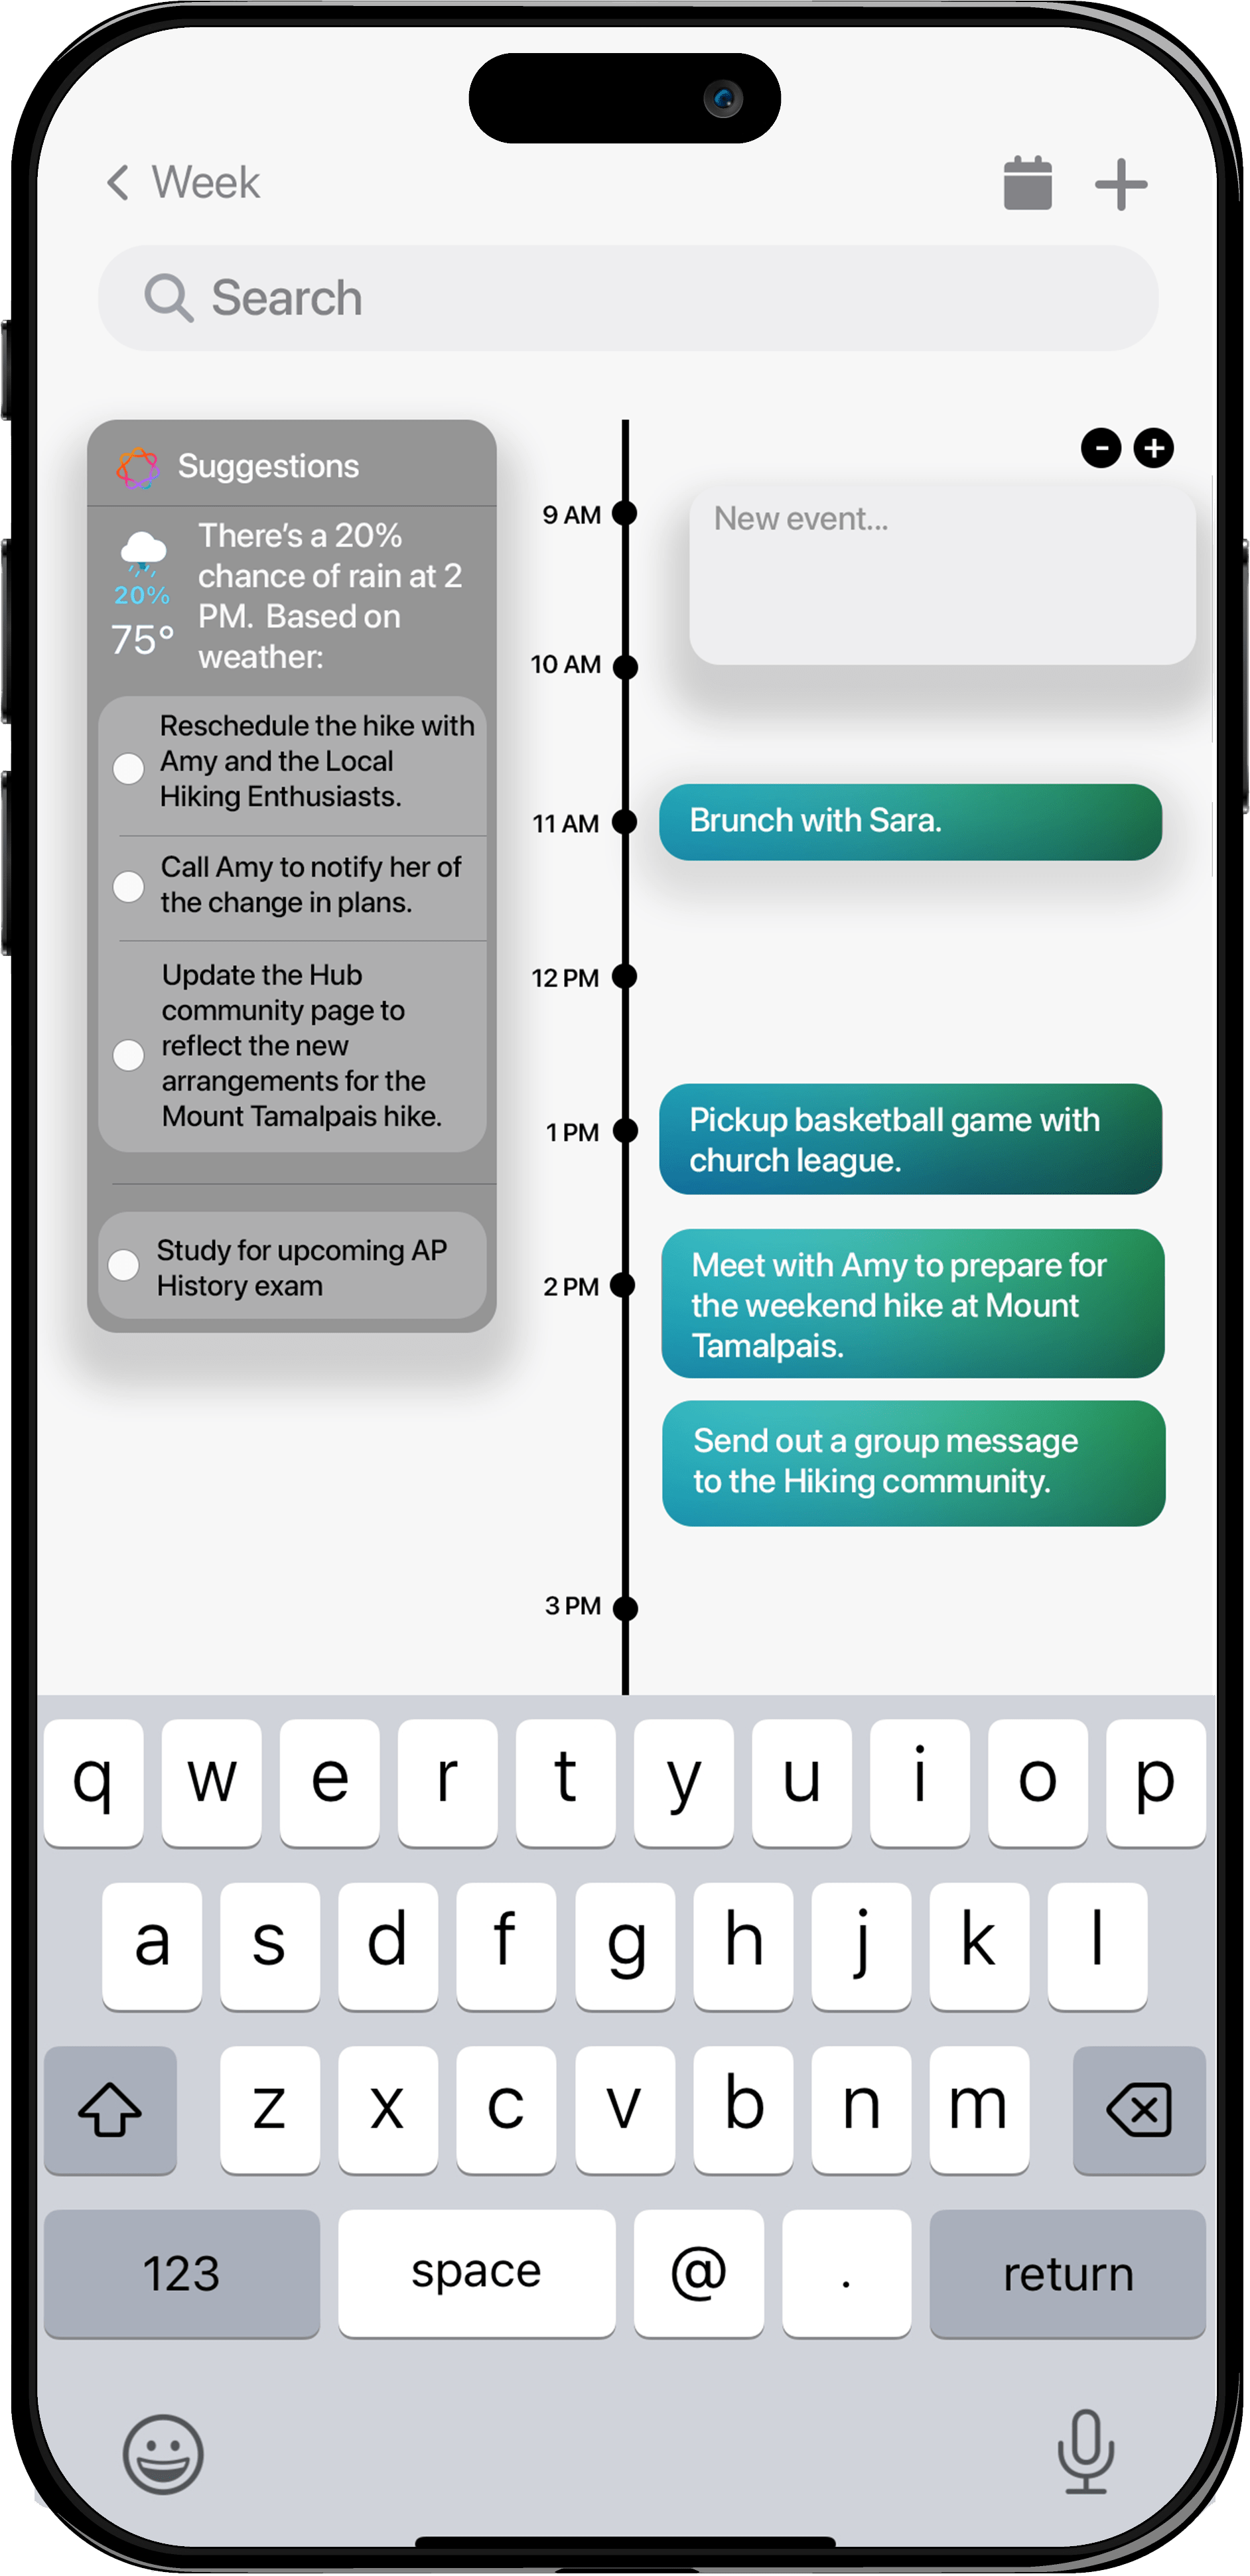 Week
Search
Suggestions
There's a 20%
chance of rain at 2
PM. Based on
weather:
20%
75°
Reschedule the hike with
Amy and the Local
Hiking Enthusiasts.
Call Amy to notify her of
the change in plans.
Update the Hub
community page to
reflect the new
arrangements for the
Mount Tamalpais hike.
Study for upcoming AP
History exam
9 AM
10 AM
11 AM
12 PM
1 PM
2 PM
3 PM
- +
New event...
Brunch with Sara.
Pickup basketball game with
church league.
Meet with Amy to prepare for
the weekend hike at Mount
Tamalpais.
Send out a group message
to the Hiking community.
q w e r t y u i o p
a s d f g h j k l
z x c v b n m
123 space @ . return